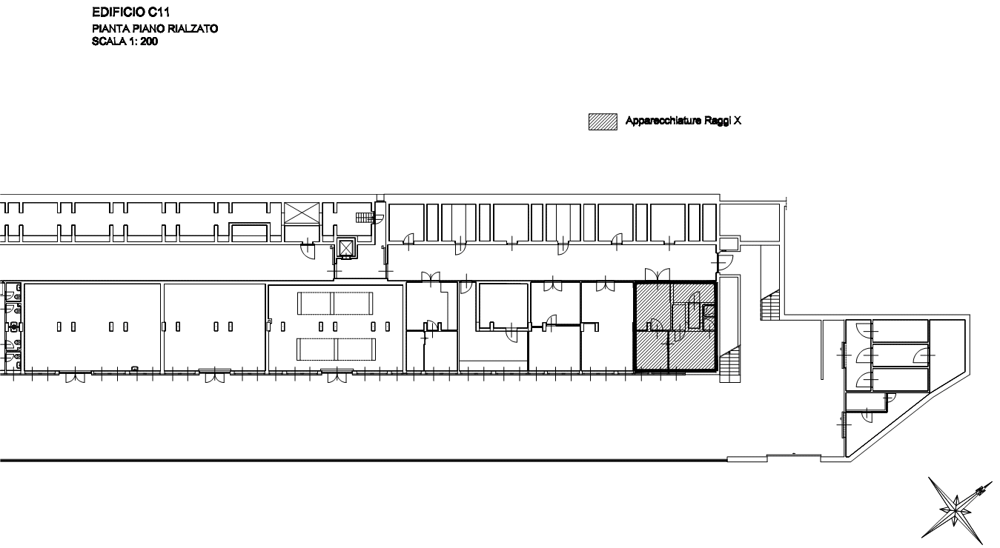 EDIFICIO C11
PIANTA PIANO RIALZATO
SCALA 1: 200
Apparecchiature Raggi X
N